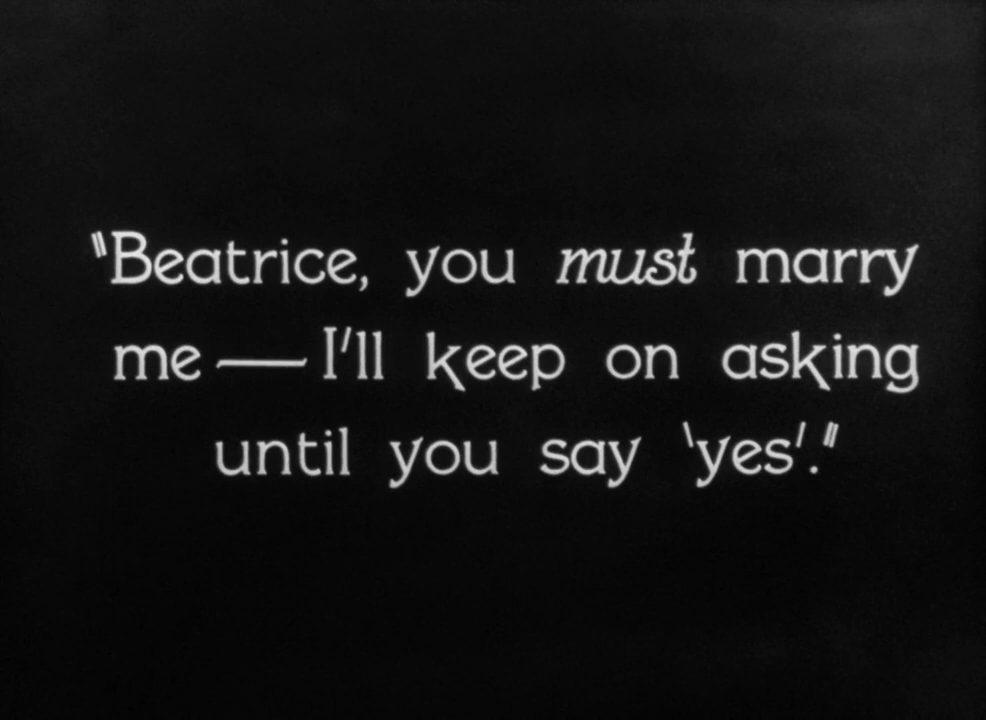 "Beatrice, you must marry
me — I'll keep on asking
until you say 'yes'."